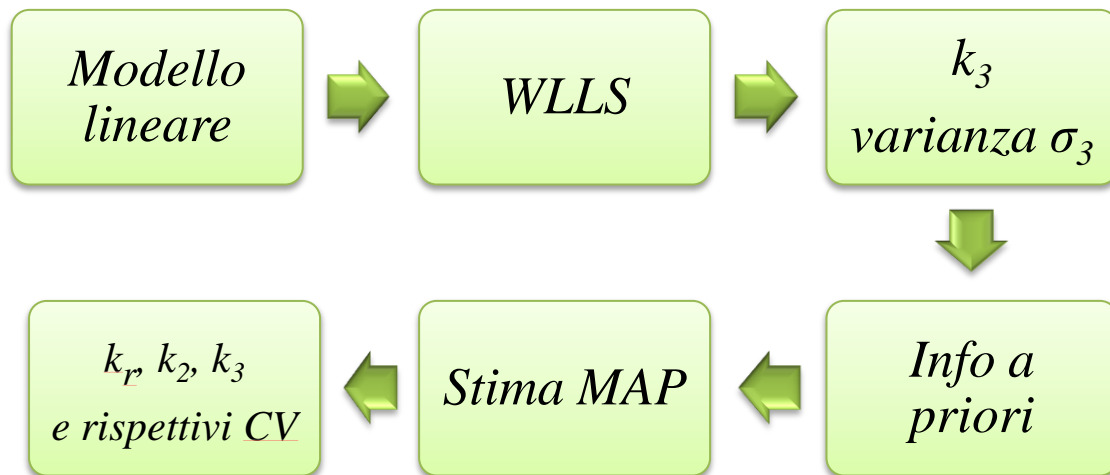 Modello
lineare
WLLS
k₃
varianza σ₃
Info a
priori
Stima MAP
kᵣ, k₂, k₃
e rispettivi CV